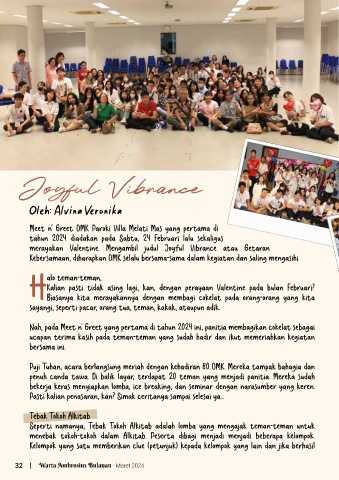 Joyful Vibrance
Oleh: Alvina Veronika
Meet n' Greet OMK Paroki Villa Melati Mas yang pertama di
tahun 2024 diadakan pada Sabtu, 24 Februari lalu sekaligus
merayakan Valentine. Mengambil judul Joyful Vibrance atau Getaran
Kebersamaan, diharapkan OMK selalu bersama-sama dalam kegiatan dan saling mengasihi.
Halo teman-teman,
Kalian pasti tidak asing lagi, kan, dengan perayaan Valentine pada bulan Februari?
Biasanya kita merayakannya dengan membagi cokelat pada orang-orang yang kita
sayangi, seperti pacar, orang tua, teman, kakak, ataupun adik.
Nah, pada Meet n' Greet yang pertama di tahun 2024 ini, panitia membagikan cokelat sebagai
ucapan terima kasih pada teman-teman yang sudah hadir dan ikut memeriahkan kegiatan
bersama ini.
Puji Tuhan, acara berlangsung meriah dengan kehadiran 80 OMK. Mereka tampak bahagia dan
penuh canda tawa. Di balik layar, terdapat 20 teman yang menjadi panitia. Mereka sudah
bekerja keras menyiapkan lomba, ice breaking, dan seminar dengan narasumber yang keren.
Pasti kalian penasaran, kan? Simak ceritanya sampai selesai ya...
Tebak Tokoh Alkitab
Seperti namanya, Tebak Tokoh Alkitab adalah lomba yang mengajak teman-teman untuk
menebak tokoh-tokoh dalam Alkitab. Peserta dibagi menjadi menjadi beberapa kelompok.
Kelompok yang satu memberikan clue (petunjuk) kepada kelompok yang lain dan jika berhasil
32 | Warta Ambrosius Bulanan - Maret 2024